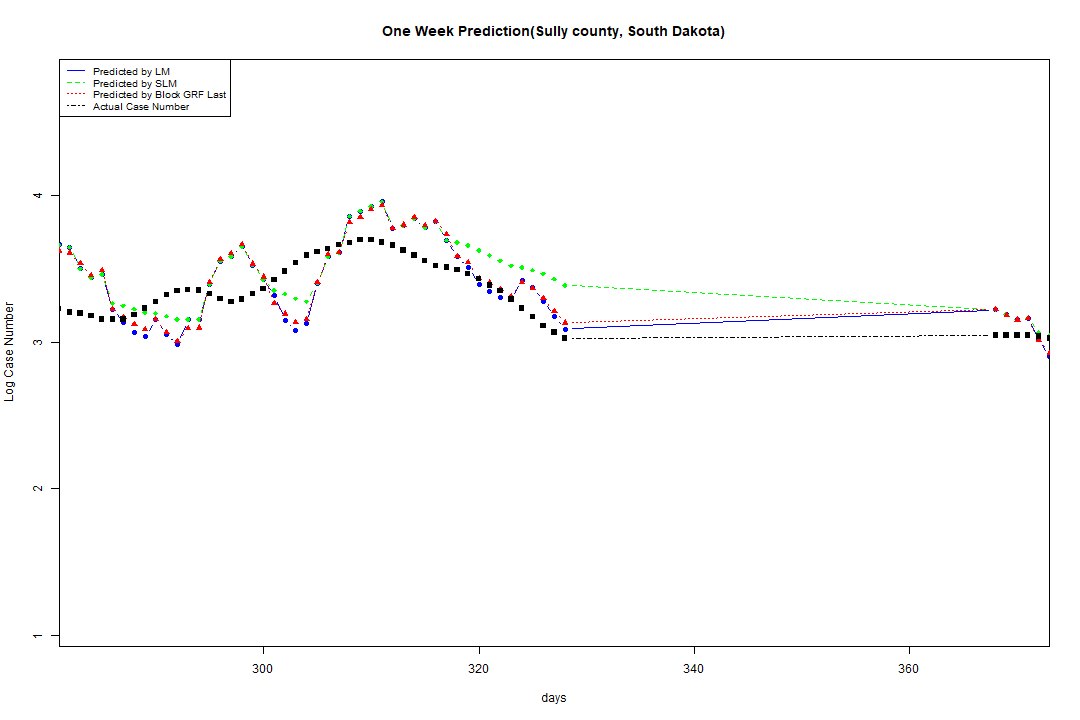 One Week Prediction(Sully county, South Dakota)
Predicted by LM
Predicted by SLM
Predicted by Block GRF Last
Actual Case Number
4
3
2
1
Log Case Number
300 320 340 360
days